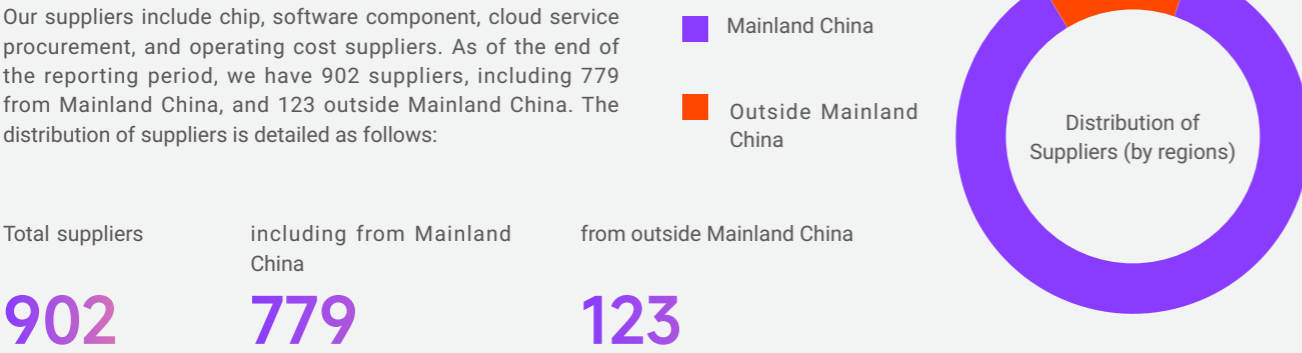 Our suppliers include chip, software component, cloud service
procurement, and operating cost suppliers. As of the end of
the reporting period, we have 902 suppliers, including 779
from Mainland China, and 123 outside Mainland China. The
distribution of suppliers is detailed as follows:
Mainland China
Outside Mainland
China
Distribution of
Suppliers (by regions)
Total suppliers
902
including from Mainland
China
779
from outside Mainland China
123